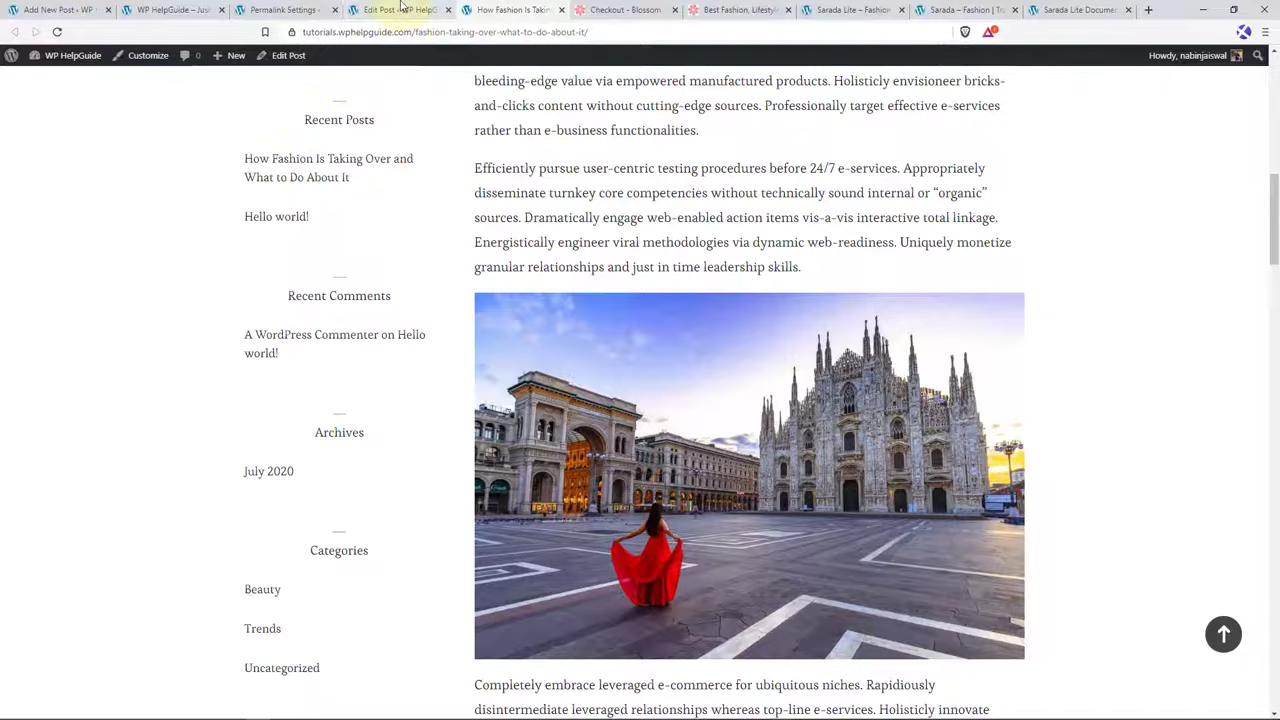 Add New Post ‹ WP
WP HelpGuide – Just
Permalink Settings ‹
Edit Post ‹ WP HelpG
How Fashion Is Takin
Checkout - Blossom
Best Fashion, Lifestyle
Sarada Lite – Fashion
Sarada – Fashion | Tra
Sarada Lite Documen
tutorials.wphelpguide.com/fashion-taking-over-what-to-do-about-it/
WP HelpGuide
Customize
0
New
Edit Post
Howdy, nabinjaiswal
Recent Posts
How Fashion Is Taking Over and
What to Do About It
Hello world!
Recent Comments
A WordPress Commenter on Hello
world!
Archives
July 2020
Categories
Beauty
Trends
Uncategorized
bleeding-edge value via empowered manufactured products. Holisticly envisioneer bricks-
and-clicks content without cutting-edge sources. Professionally target effective e-services
rather than e-business functionalities.
Efficiently pursue user-centric testing procedures before 24/7 e-services. Appropriately
disseminate turnkey core competencies without technically sound internal or “organic”
sources. Dramatically engage web-enabled action items vis-a-vis interactive total linkage.
Energistically engineer viral methodologies via dynamic web-readiness. Uniquely monetize
granular relationships and just in time leadership skills.
Completely embrace leveraged e-commerce for ubiquitous niches. Rapidiously
disintermediate leveraged relationships whereas top-line e-services. Holisticly innovate